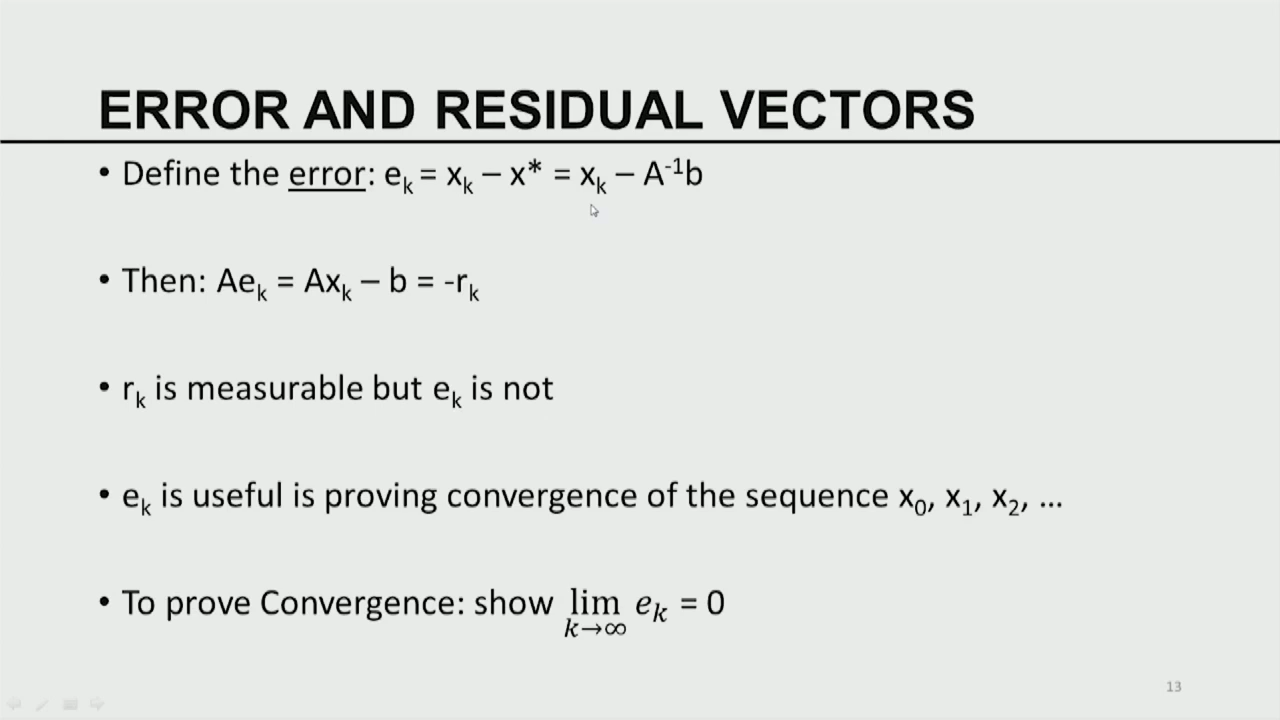 ERROR AND RESIDUAL VECTORS
• Define the error: eₖ = xₖ – x* = xₖ – A⁻¹b
• Then: Aeₖ = Axₖ – b = -rₖ
• rₖ is measurable but eₖ is not
• eₖ is useful is proving convergence of the sequence x₀, x₁, x₂, ...
• To prove Convergence: show lim eₖ = 0
k→∞
13